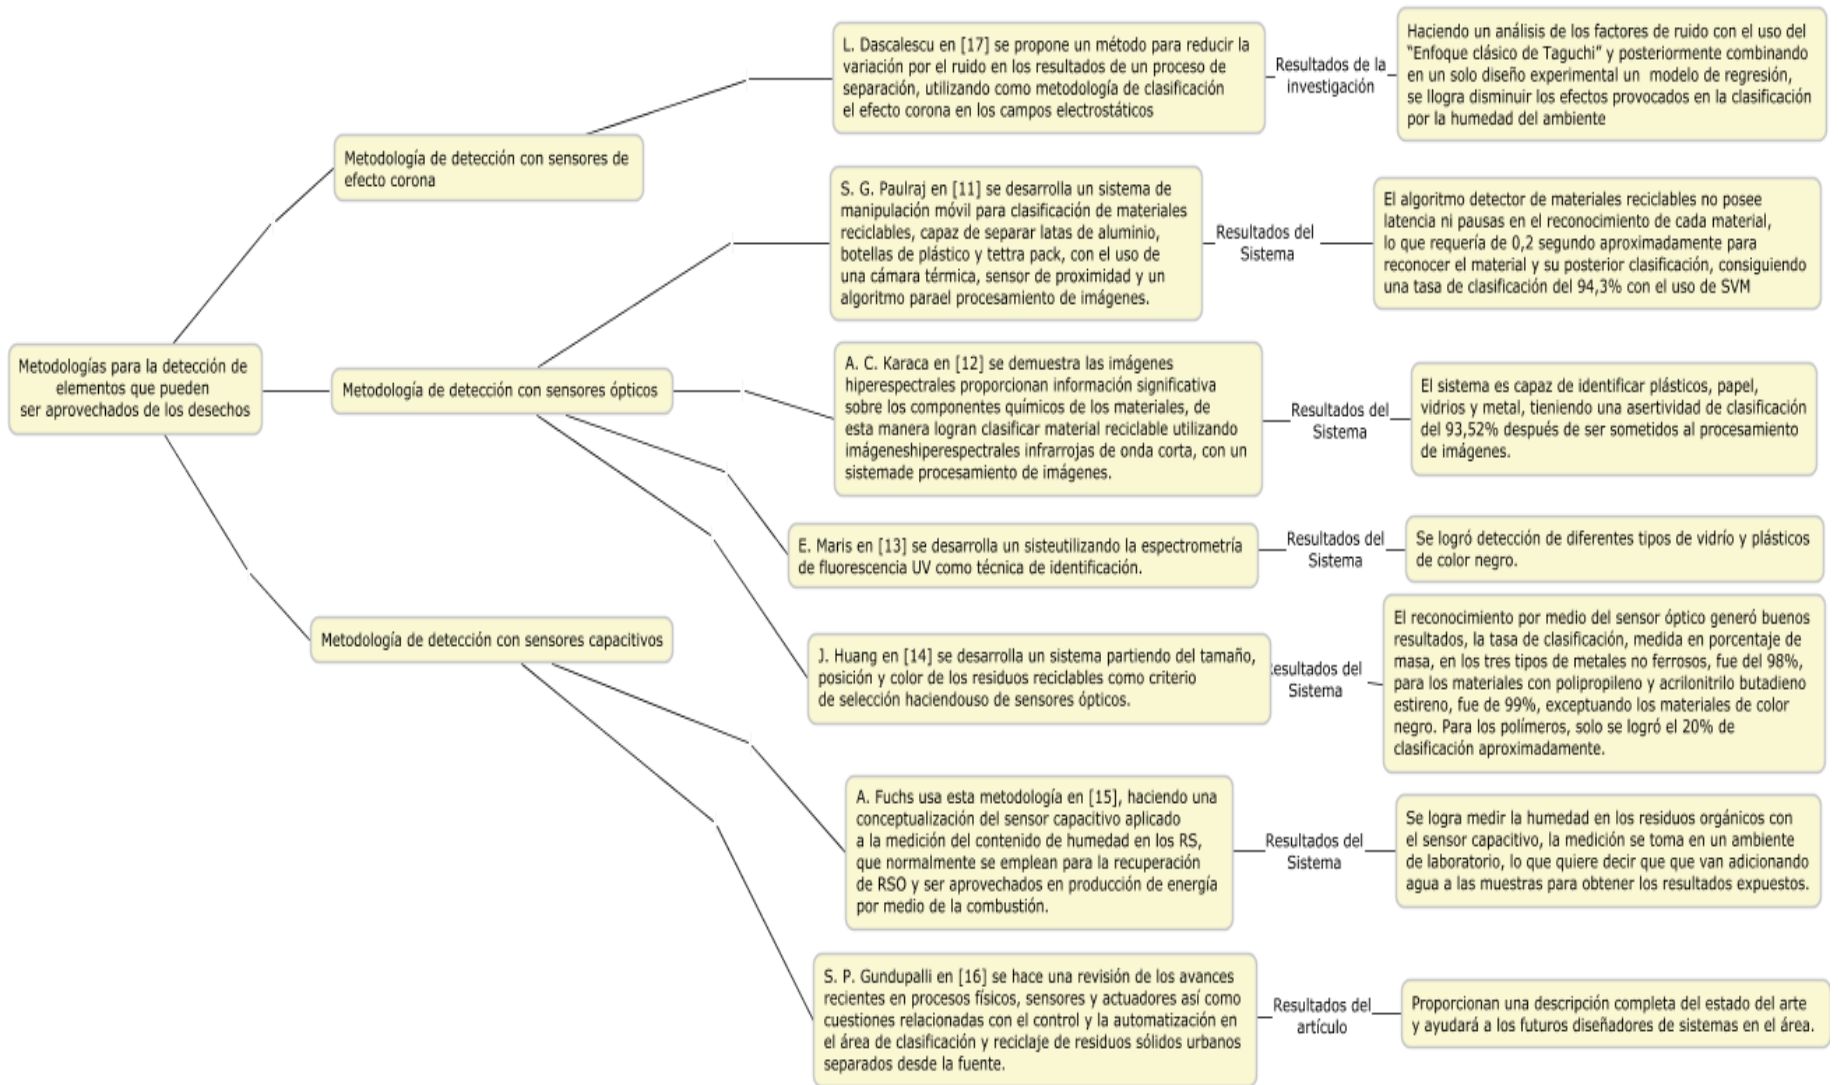 Metodologías para la detección de
elementos que pueden
ser aprovechados de los desechos
Metodología de detección con sensores de
efecto corona
L. Dascalescu en [17] se propone un método para reducir la
variación por el ruido en los resultados de un proceso de
separación, utilizando como metodología de clasificación
el efecto corona en los campos electrostáticos
Resultados de la
investigación
Haciendo un análisis de los factores de ruido con el uso del
“Enfoque clásico de Taguchi” y posteriormente combinando
en un solo diseño experimental un modelo de regresión,
se llogra disminuir los efectos provocados en la clasificación
por la humedad del ambiente
Metodología de detección con sensores ópticos
S. G. Paulraj en [11] se desarrolla un sistema de
manipulación móvil para clasificación de materiales
reciclables, capaz de separar latas de aluminio,
botellas de plástico y tettra pack, con el uso de
una cámara térmica, sensor de proximidad y un
algoritmo parael procesamiento de imágenes.
Resultados del
Sistema
El algoritmo detector de materiales reciclables no posee
latencia ni pausas en el reconocimiento de cada material,
lo que requería de 0,2 segundo aproximadamente para
reconocer el material y su posterior clasificación, consiguiendo
una tasa de clasificación del 94,3% con el uso de SVM
A. C. Karaca en [12] se demuestra las imágenes
hiperespectrales proporcionan información significativa
sobre los componentes químicos de los materiales, de
esta manera logran clasificar material reciclable utilizando
imágeneshiperespectrales infrarrojas de onda corta, con un
sistemade procesamiento de imágenes.
Resultados del
Sistema
El sistema es capaz de identificar plásticos, papel,
vidrios y metal, tieniendo una asertividad de clasificación
del 93,52% después de ser sometidos al procesamiento
de imágenes.
E. Maris en [13] se desarrolla un sisteutilizando la espectrometría
de fluorescencia UV como técnica de identificación.
Resultados del
Sistema
Se logró detección de diferentes tipos de vidrío y plásticos
de color negro.
J. Huang en [14] se desarrolla un sistema partiendo del tamaño,
posición y color de los residuos reciclables como criterio
de selección haciendouso de sensores ópticos.
Resultados del
Sistema
El reconocimiento por medio del sensor óptico generó buenos
resultados, la tasa de clasificación, medida en porcentaje de
masa, en los tres tipos de metales no ferrosos, fue del 98%,
para los materiales con polipropileno y acrilonitrilo butadieno
estireno, fue de 99%, exceptuando los materiales de color
negro. Para los polímeros, solo se logró el 20% de
clasificación aproximadamente.
Metodología de detección con sensores capacitivos
A. Fuchs usa esta metodología en [15], haciendo una
conceptualización del sensor capacitivo aplicado
a la medición del contenido de humedad en los RS,
que normalmente se emplean para la recuperación
de RSO y ser aprovechados en producción de energía
por medio de la combustión.
Resultados del
Sistema
Se logra medir la humedad en los residuos orgánicos con
el sensor capacitivo, la medición se toma en un ambiente
de laboratorio, lo que quiere decir que que van adicionando
agua a las muestras para obtener los resultados expuestos.
S. P. Gundupalli en [16] se hace una revisión de los avances
recientes en procesos físicos, sensores y actuadores así como
cuestiones relacionadas con el control y la automatización en
el área de clasificación y reciclaje de residuos sólidos urbanos
separados desde la fuente.
Resultados del
artículo
Proporcionan una descripción completa del estado del arte
y ayudará a los futuros diseñadores de sistemas en el área.